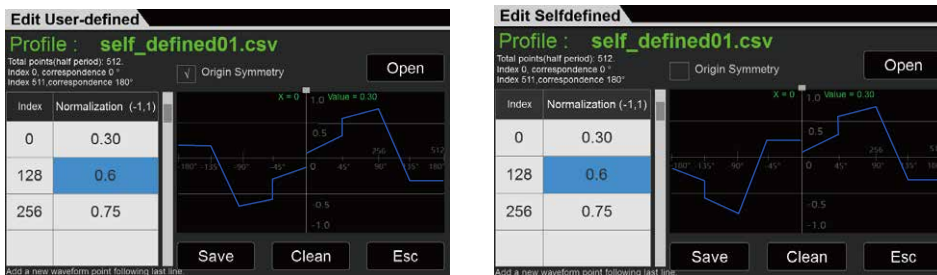 Edit User-defined
Profile : self_defined01.csv
Total points(half period): 512.
Index 0, correspondence 0 °
Index 511,correspondence 180°
√ Origin Symmetry
Open
Index Normalization (-1,1)
0 0.30
128 0.6
256 0.75
X = 0 1.0 Value = 0.30
0.5
256 512
-180° -135° -90° -45° 0 45° 90° 135° 180
-0.5
-1.0
Save Clean Esc
Add a new waveform point following last line.
Edit Selfdefined
Profile : self_defined01.csv
Total points(half period): 512.
Index 0, correspondence 0 °
Index 511,correspondence 180°
Origin Symmetry
Open
Index Normalization (-1,1)
0 0.30
128 0.6
256 0.75
X = 0 1.0 Value = 0.30
0.5
256 512
-180° -135° -90° -45° 0 45° 90° 135° 180
-0.5
-1.0
Save Clean Esc
Add a new waveform point following last line.